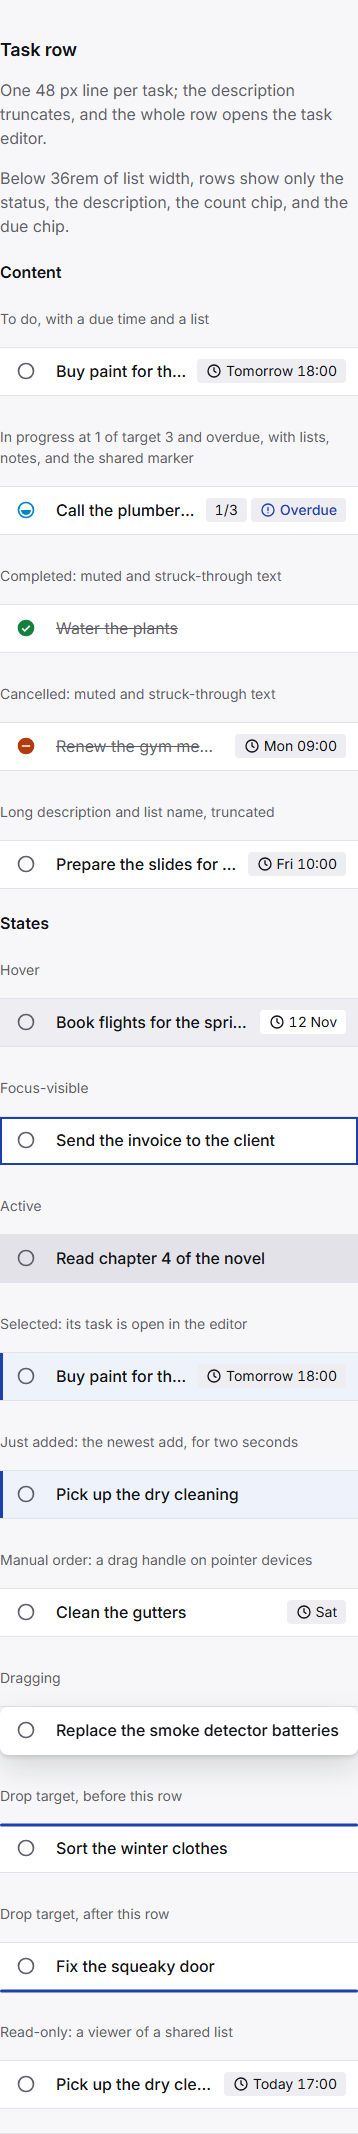 Task row
One 48 px line per task; the description
truncates, and the whole row opens the task
editor.
Below 36rem of list width, rows show only the
status, the description, the count chip, and the
due chip.
Content
To do, with a due time and a list
Buy paint for th... Tomorrow 18:00
In progress at 1 of target 3 and overdue, with lists,
notes, and the shared marker
Call the plumber... 1/3 Overdue
Completed: muted and struck-through text
Water the plants
Cancelled: muted and struck-through text
Renew the gym me... Mon 09:00
Long description and list name, truncated
Prepare the slides for ... Fri 10:00
States
Hover
Book flights for the spri... 12 Nov
Focus-visible
Send the invoice to the client
Active
Read chapter 4 of the novel
Selected: its task is open in the editor
Buy paint for th... Tomorrow 18:00
Just added: the newest add, for two seconds
Pick up the dry cleaning
Manual order: a drag handle on pointer devices
Clean the gutters Sat
Dragging
Replace the smoke detector batteries
Drop target, before this row
Sort the winter clothes
Drop target, after this row
Fix the squeaky door
Read-only: a viewer of a shared list
Pick up the dry cle... Today 17:00